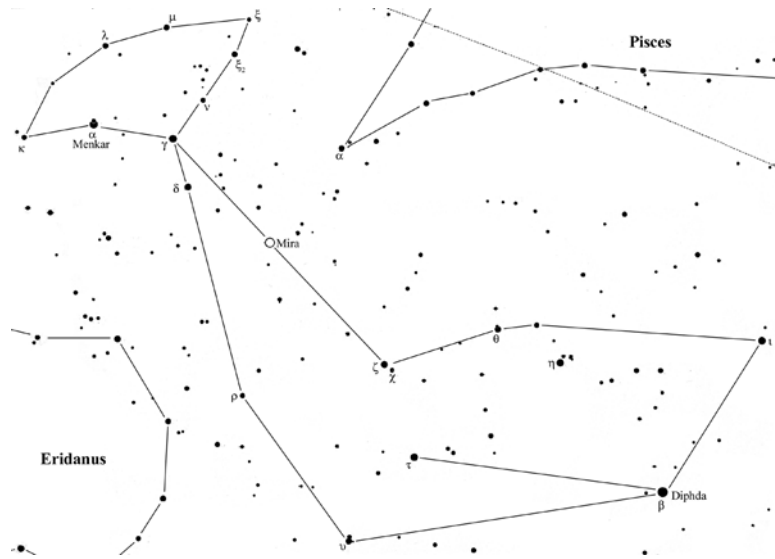 μ
ξ
λ
Pisces
ξ2
ν
α
Menkar
κ
γ
α
δ
Mira
θ
ι
ζ
χ
η
ρ
Eridanus
τ
β
Diphda
υ